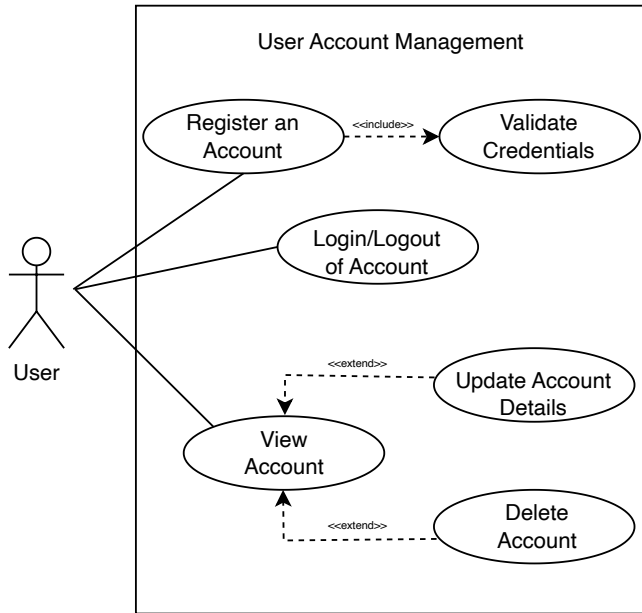 User Account Management
Register an
Account
<<include>>
Validate
Credentials
Login/Logout
of Account
User
<<extend>>
Update Account
Details
View
Account
<<extend>>
Delete
Account